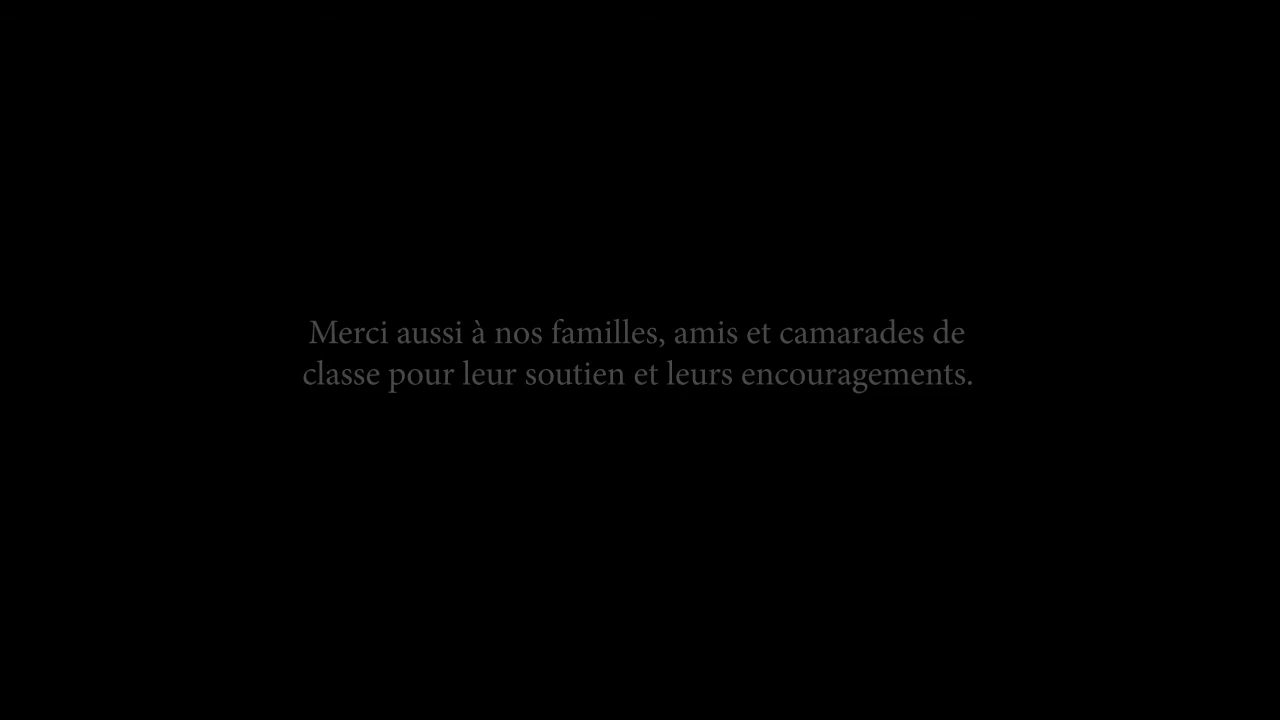 Merci aussi à nos familles, amis et camarades de
classe pour leur soutien et leurs encouragements.